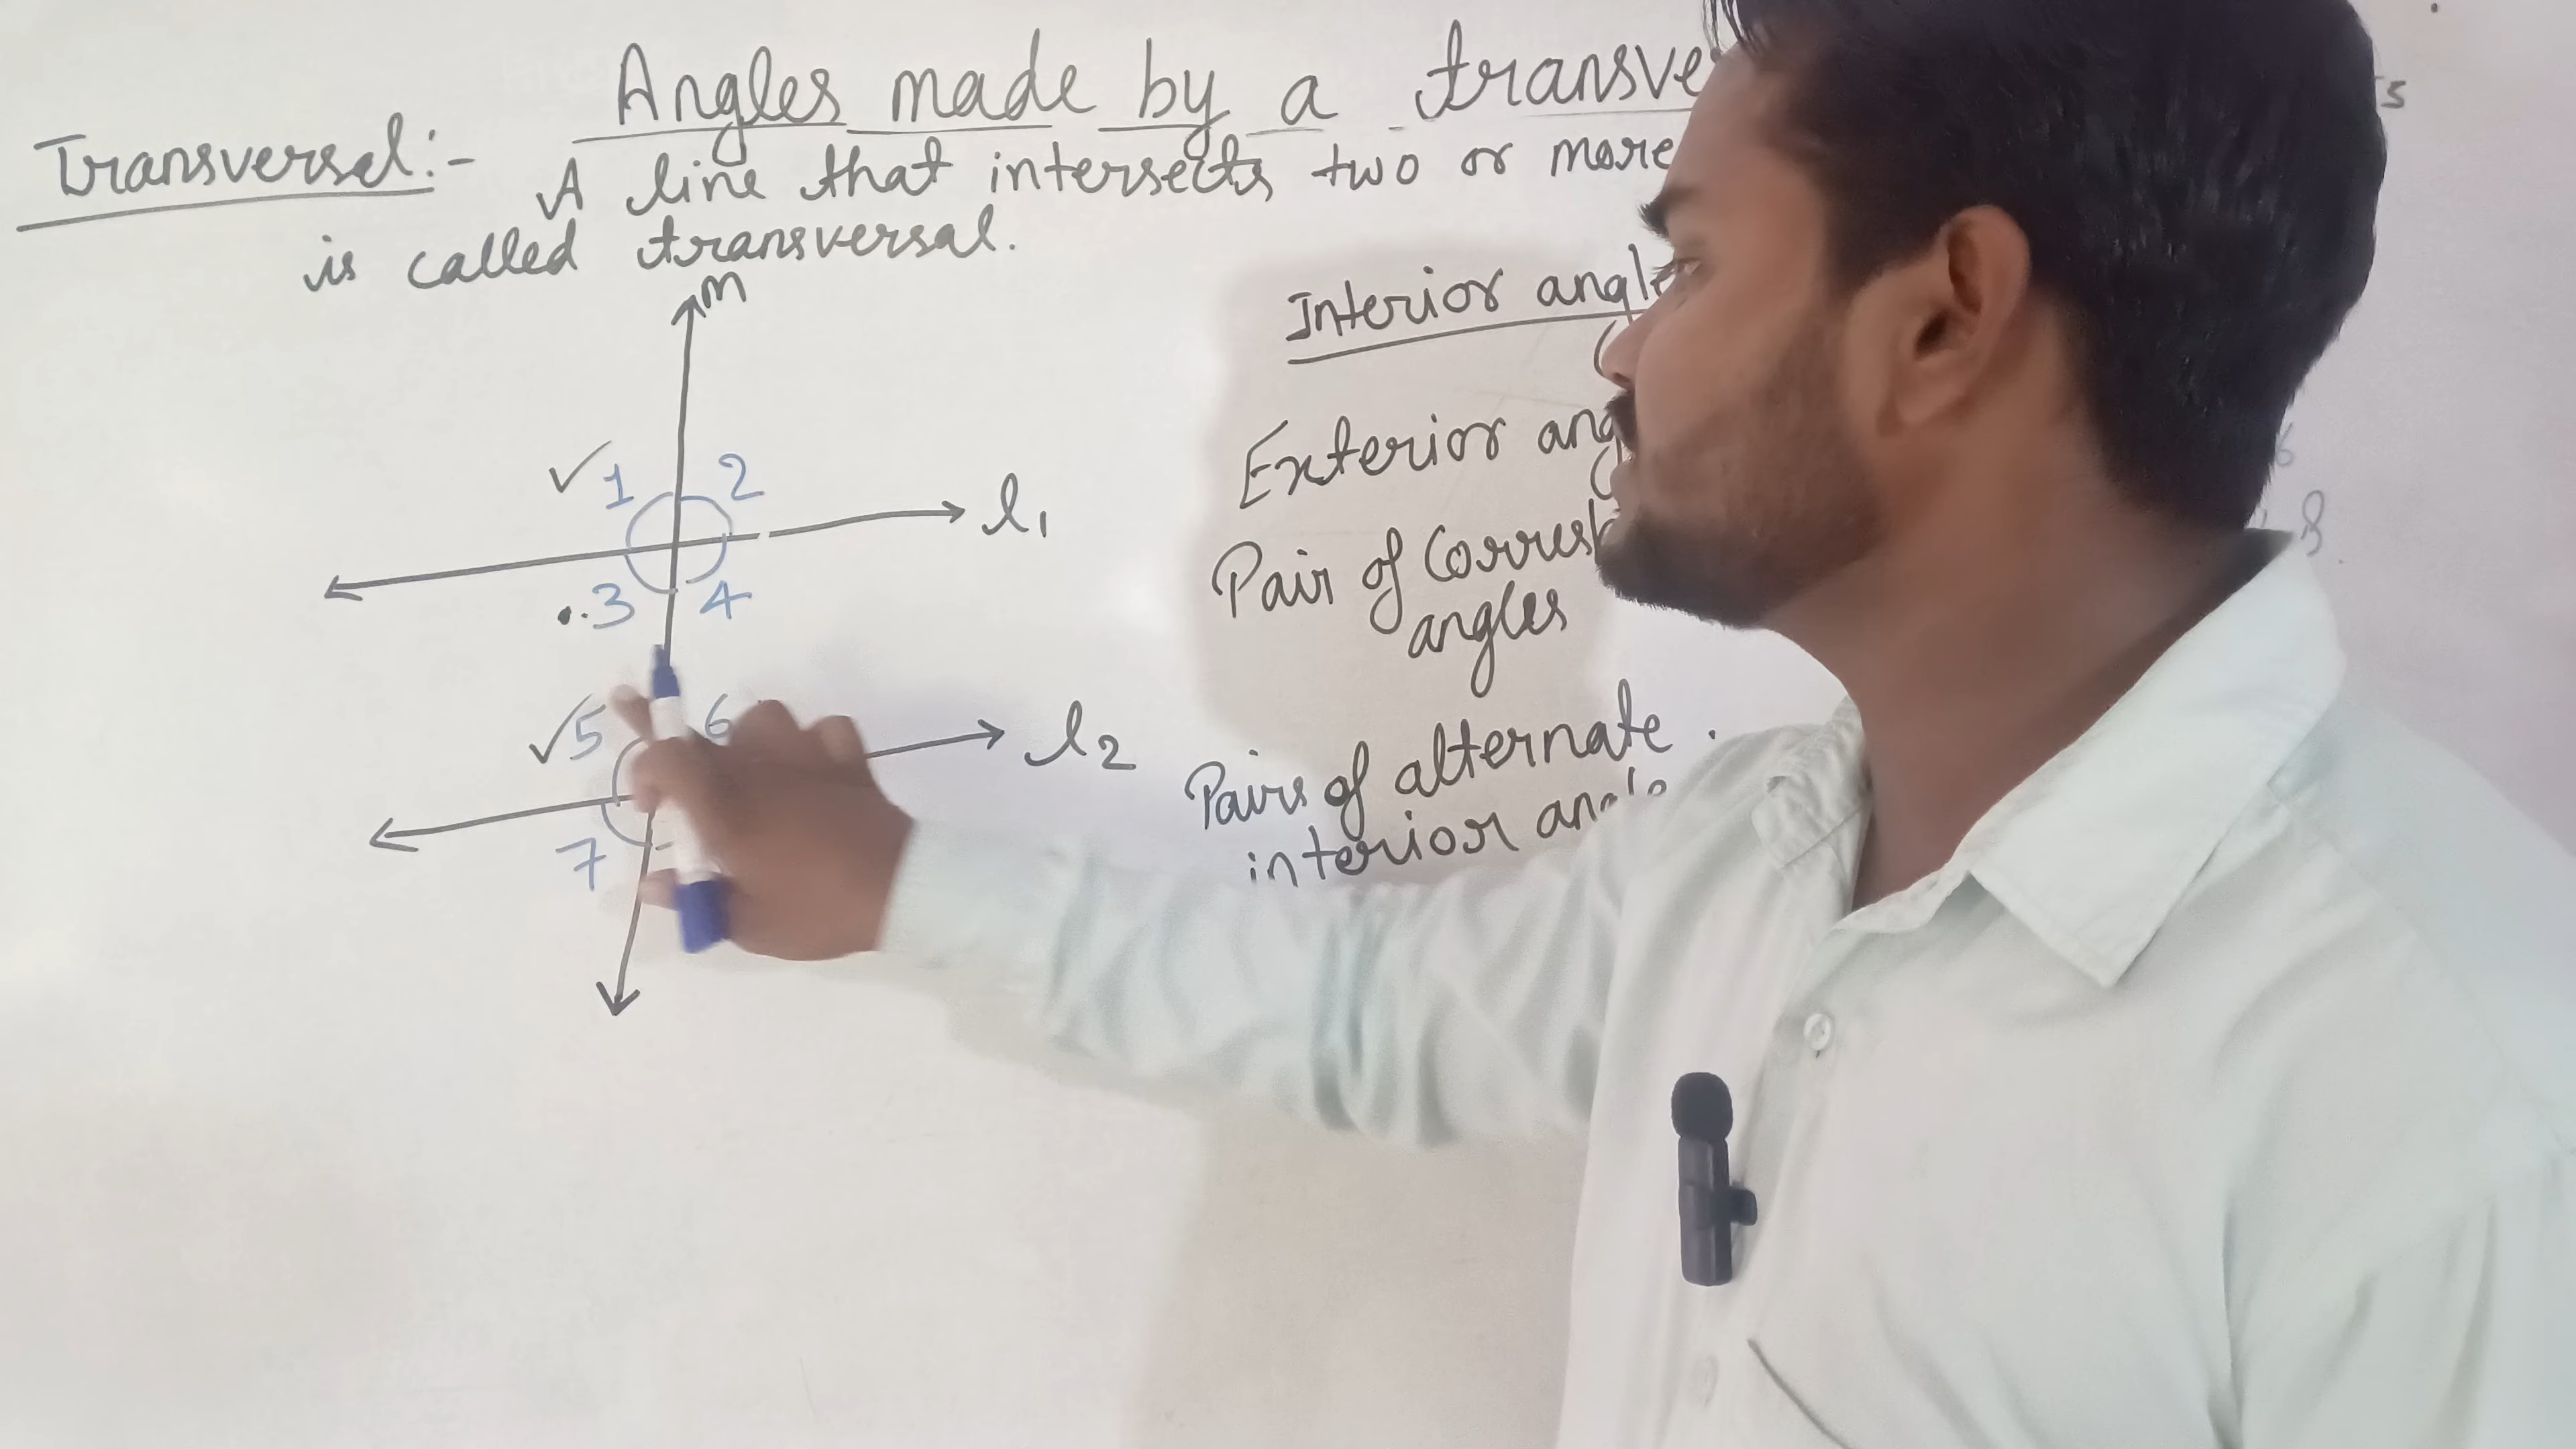 Angles made by a
Transversal:- A line that intersects two or more
is called transversal.
m
1 2
l₁
3 4
5 6
l₂
7
Interior
Exterior
Pair of
angles
Pairs of alternate
interior
8